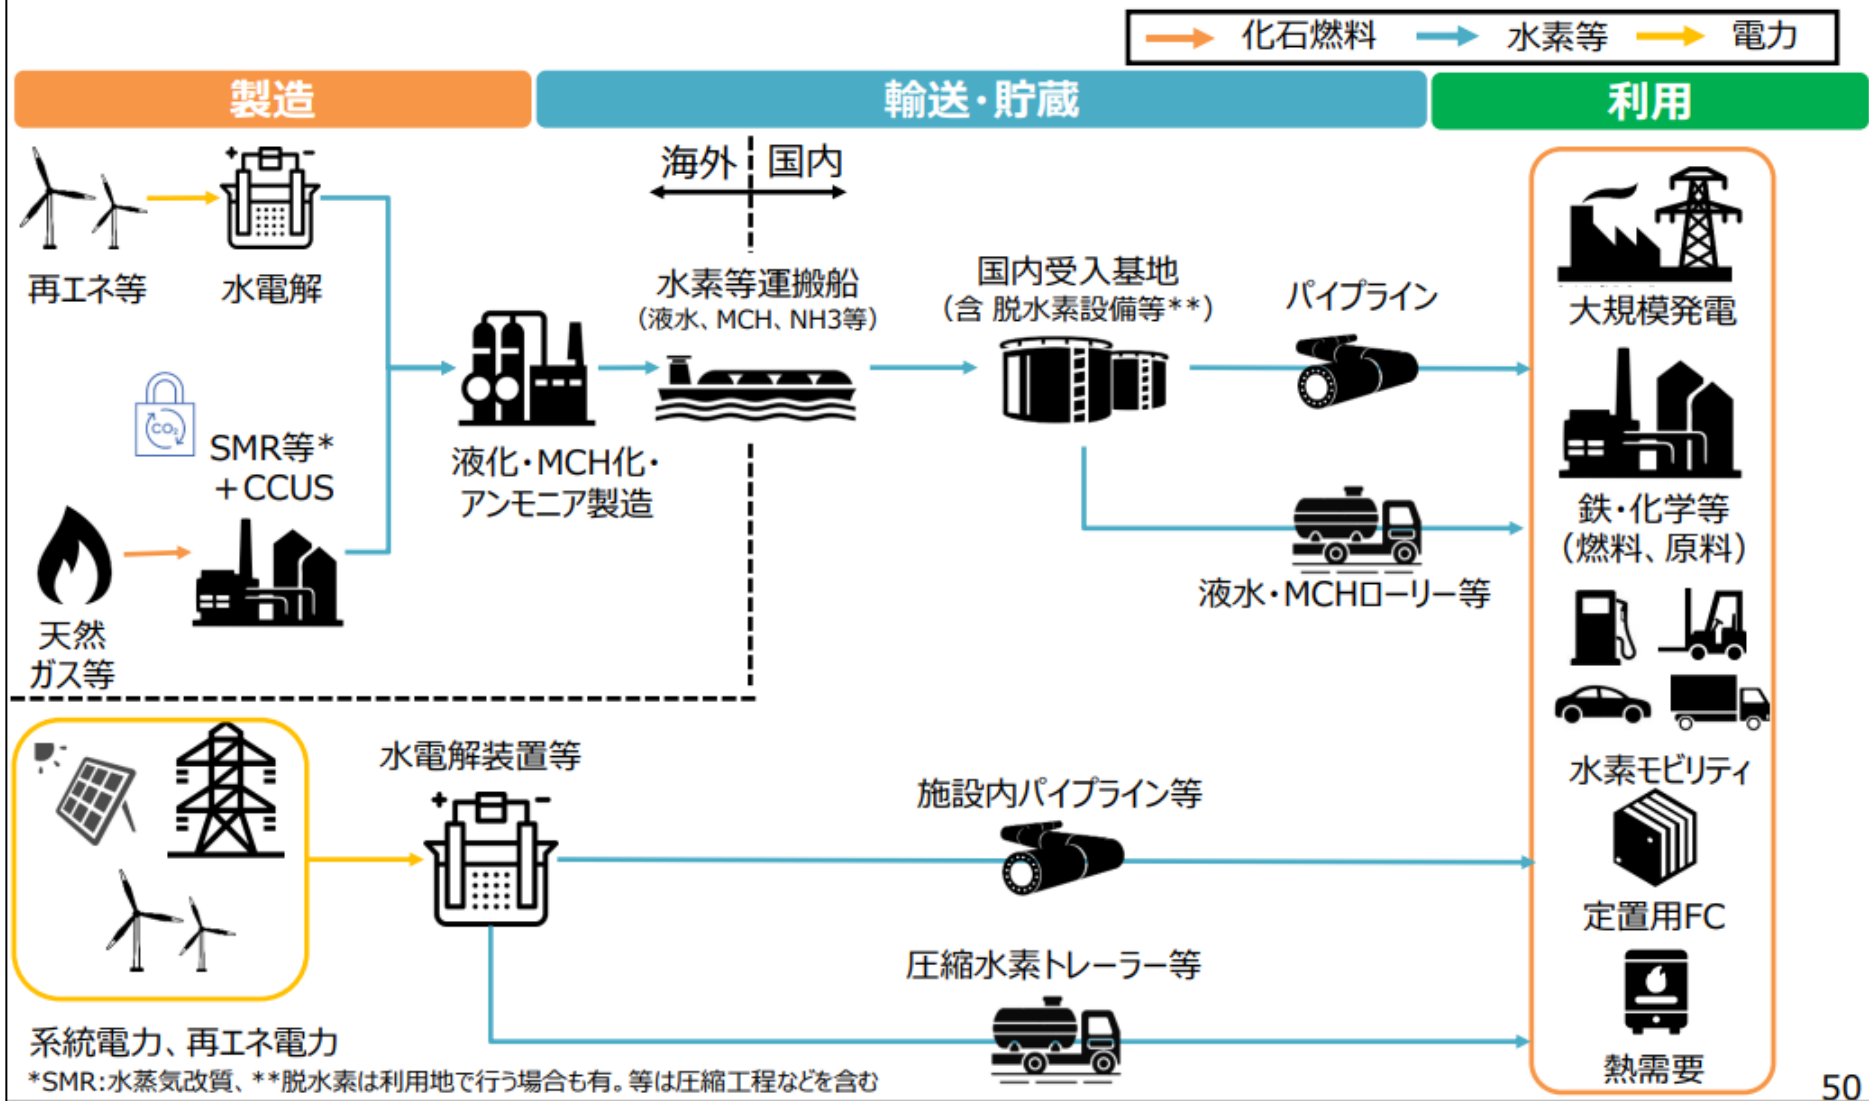 化石燃料
水素等
電力
製造
輸送・貯蔵
利用
海外
国内
再エネ等
水電解
水素等運搬船
(液水、MCH、NH3等)
国内受入基地
(含 脱水素設備等**)
パイプライン
大規模発電
CO2
SMR等*
＋CCUS
液化・MCH化・
アンモニア製造
天然
ガス等
液水・MCHローリー等
鉄・化学等
(燃料、原料)
水電解装置等
施設内パイプライン等
水素モビリティ
定置用FC
圧縮水素トレーラー等
熱需要
系統電力、再エネ電力
*SMR:水蒸気改質、**脱水素は利用地で行う場合も有。等は圧縮工程などを含む
50